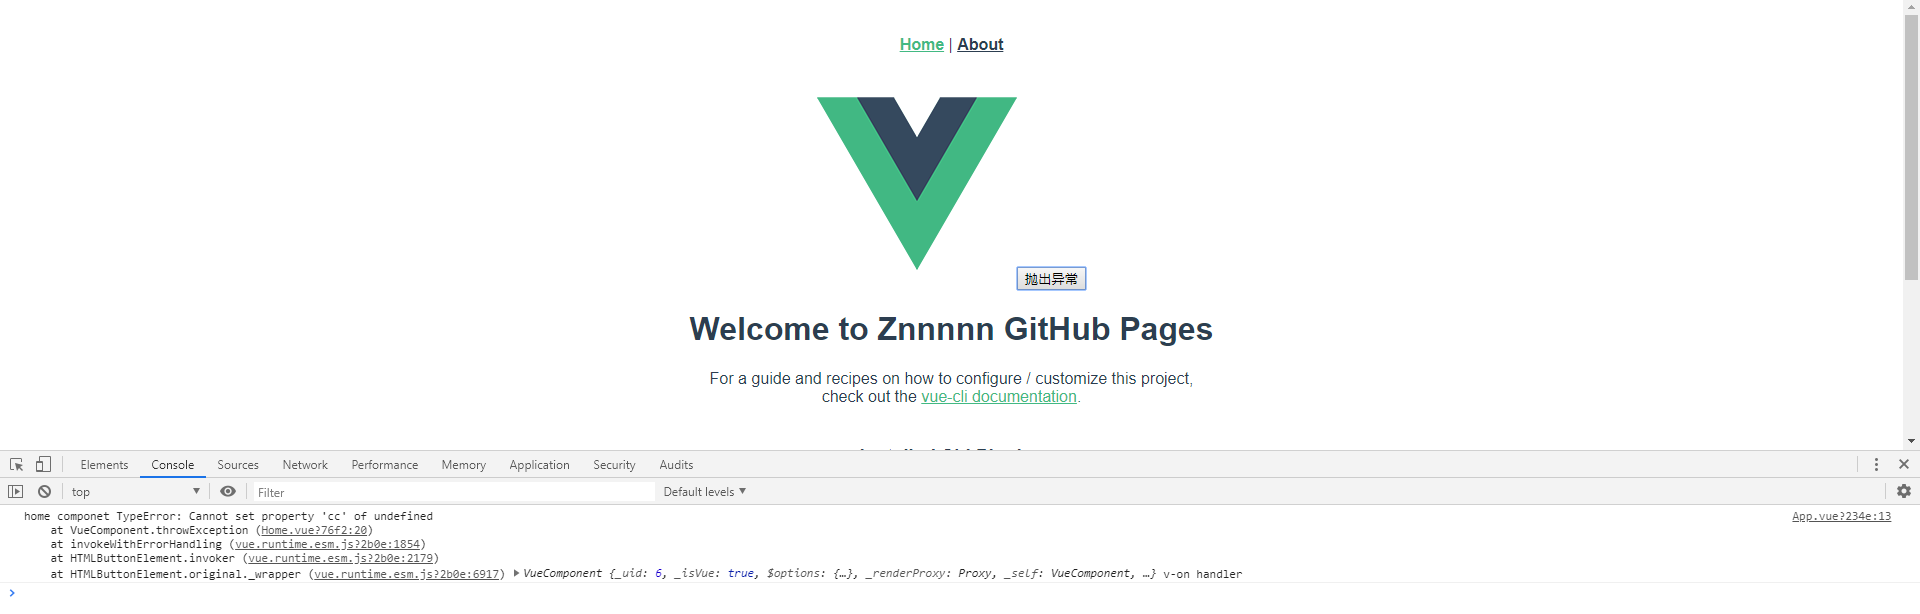 Home | About
抛出异常
Welcome to Znnnnn GitHub Pages
For a guide and recipes on how to configure / customize this project,
check out the vue-cli documentation.
Elements Console Sources Network Performance Memory Application Security Audits
top Filter Default levels
home componet TypeError: Cannot set property 'cc' of undefined App.vue?234e:13
at VueComponent.throwException (Home.vue?76f2:20)
at invokeWithErrorHandling (vue.runtime.esm.js?2b0e:1854)
at HTMLButtonElement.invoker (vue.runtime.esm.js?2b0e:2179)
at HTMLButtonElement.original._wrapper (vue.runtime.esm.js?2b0e:6917) VueComponent {_uid: 6, _isVue: true, $options: {…}, _renderProxy: Proxy, _self: VueComponent, …} v-on handler